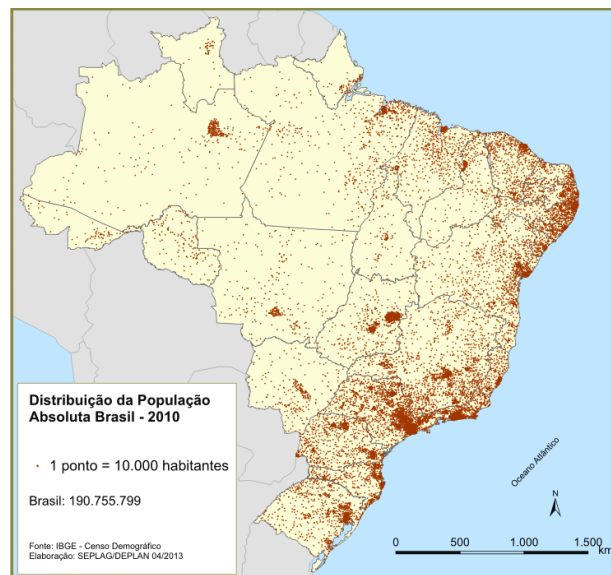 Distribuição da População
Absoluta Brasil - 2010
1 ponto = 10.000 habitantes
Brasil: 190.755.799
Fonte: IBGE - Censo Demográfico
Elaboração: SEPLAG/DEPLAN 04/2013
Oceano Atlântico
N
0 500 1.000 1.500
km